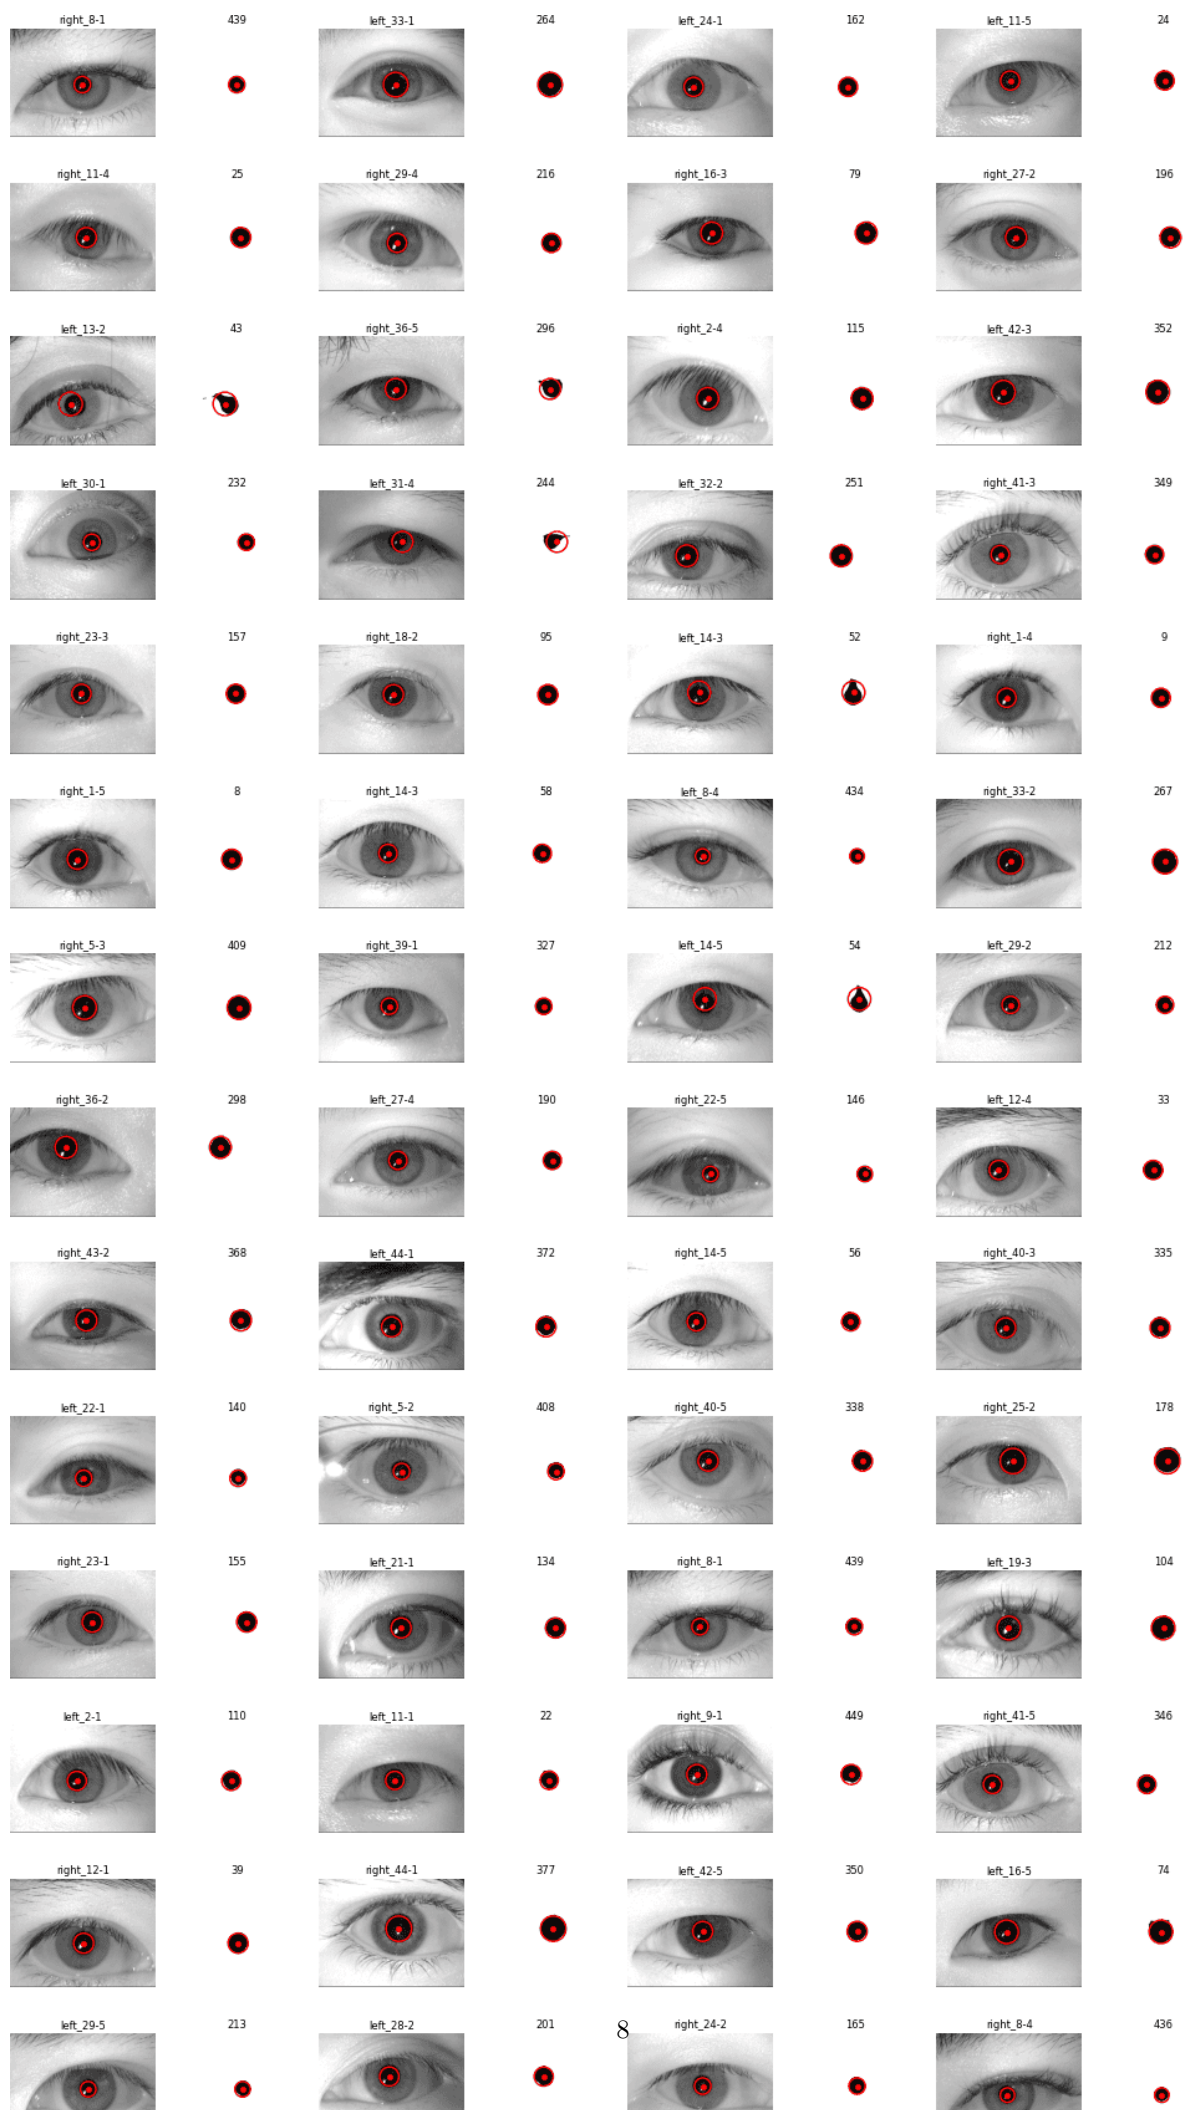 right_8-1 439 left_33-1 264 left_24-1 162 left_11-5 24
right_11-4 25 right_29-4 216 right_16-3 79 right_27-2 196
left_13-2 43 right_36-5 296 right_2-4 115 left_42-3 352
left_30-1 232 left_31-4 244 left_32-2 251 right_41-3 349
right_23-3 157 right_18-2 95 left_14-3 52 right_1-4 9
right_1-5 8 right_14-3 58 left_8-4 434 right_33-2 267
right_5-3 409 right_39-1 327 left_14-5 54 left_29-2 212
right_36-2 298 left_27-4 190 right_22-5 146 left_12-4 33
right_43-2 368 left_44-1 372 right_14-5 56 right_40-3 335
left_22-1 140 right_5-2 408 right_40-5 338 right_25-2 178
right_23-1 155 left_21-1 134 right_8-1 439 left_19-3 104
left_2-1 110 left_11-1 22 right_9-1 449 right_41-5 346
right_12-1 39 right_44-1 377 left_42-5 350 left_16-5 74
left_29-5 213 left_28-2 201 8 right_24-2 165 right_8-4 436